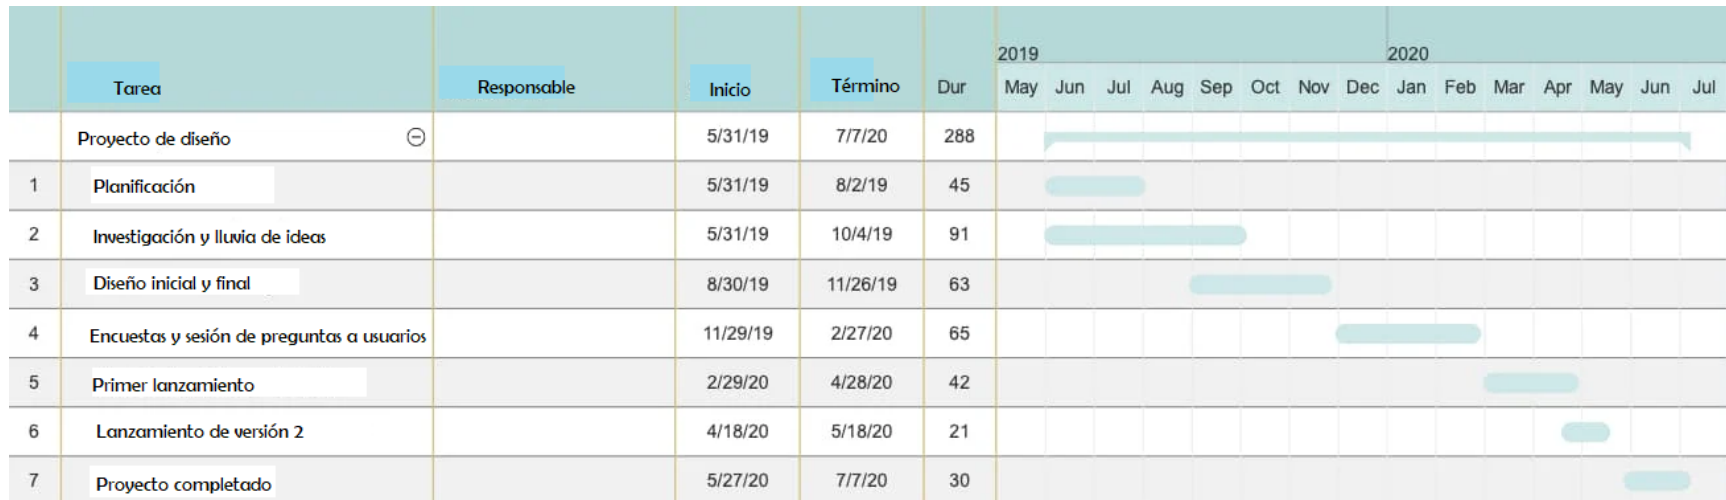 2019 2020
Tarea Responsable Inicio Término Dur May Jun Jul Aug Sep Oct Nov Dec Jan Feb Mar Apr May Jun Jul
Proyecto de diseño 5/31/19 7/7/20 288
1 Planificación 5/31/19 8/2/19 45
2 Investigación y lluvia de ideas 5/31/19 10/4/19 91
3 Diseño inicial y final 8/30/19 11/26/19 63
4 Encuestas y sesión de preguntas a usuarios 11/29/19 2/27/20 65
5 Primer lanzamiento 2/29/20 4/28/20 42
6 Lanzamiento de versión 2 4/18/20 5/18/20 21
7 Proyecto completado 5/27/20 7/7/20 30